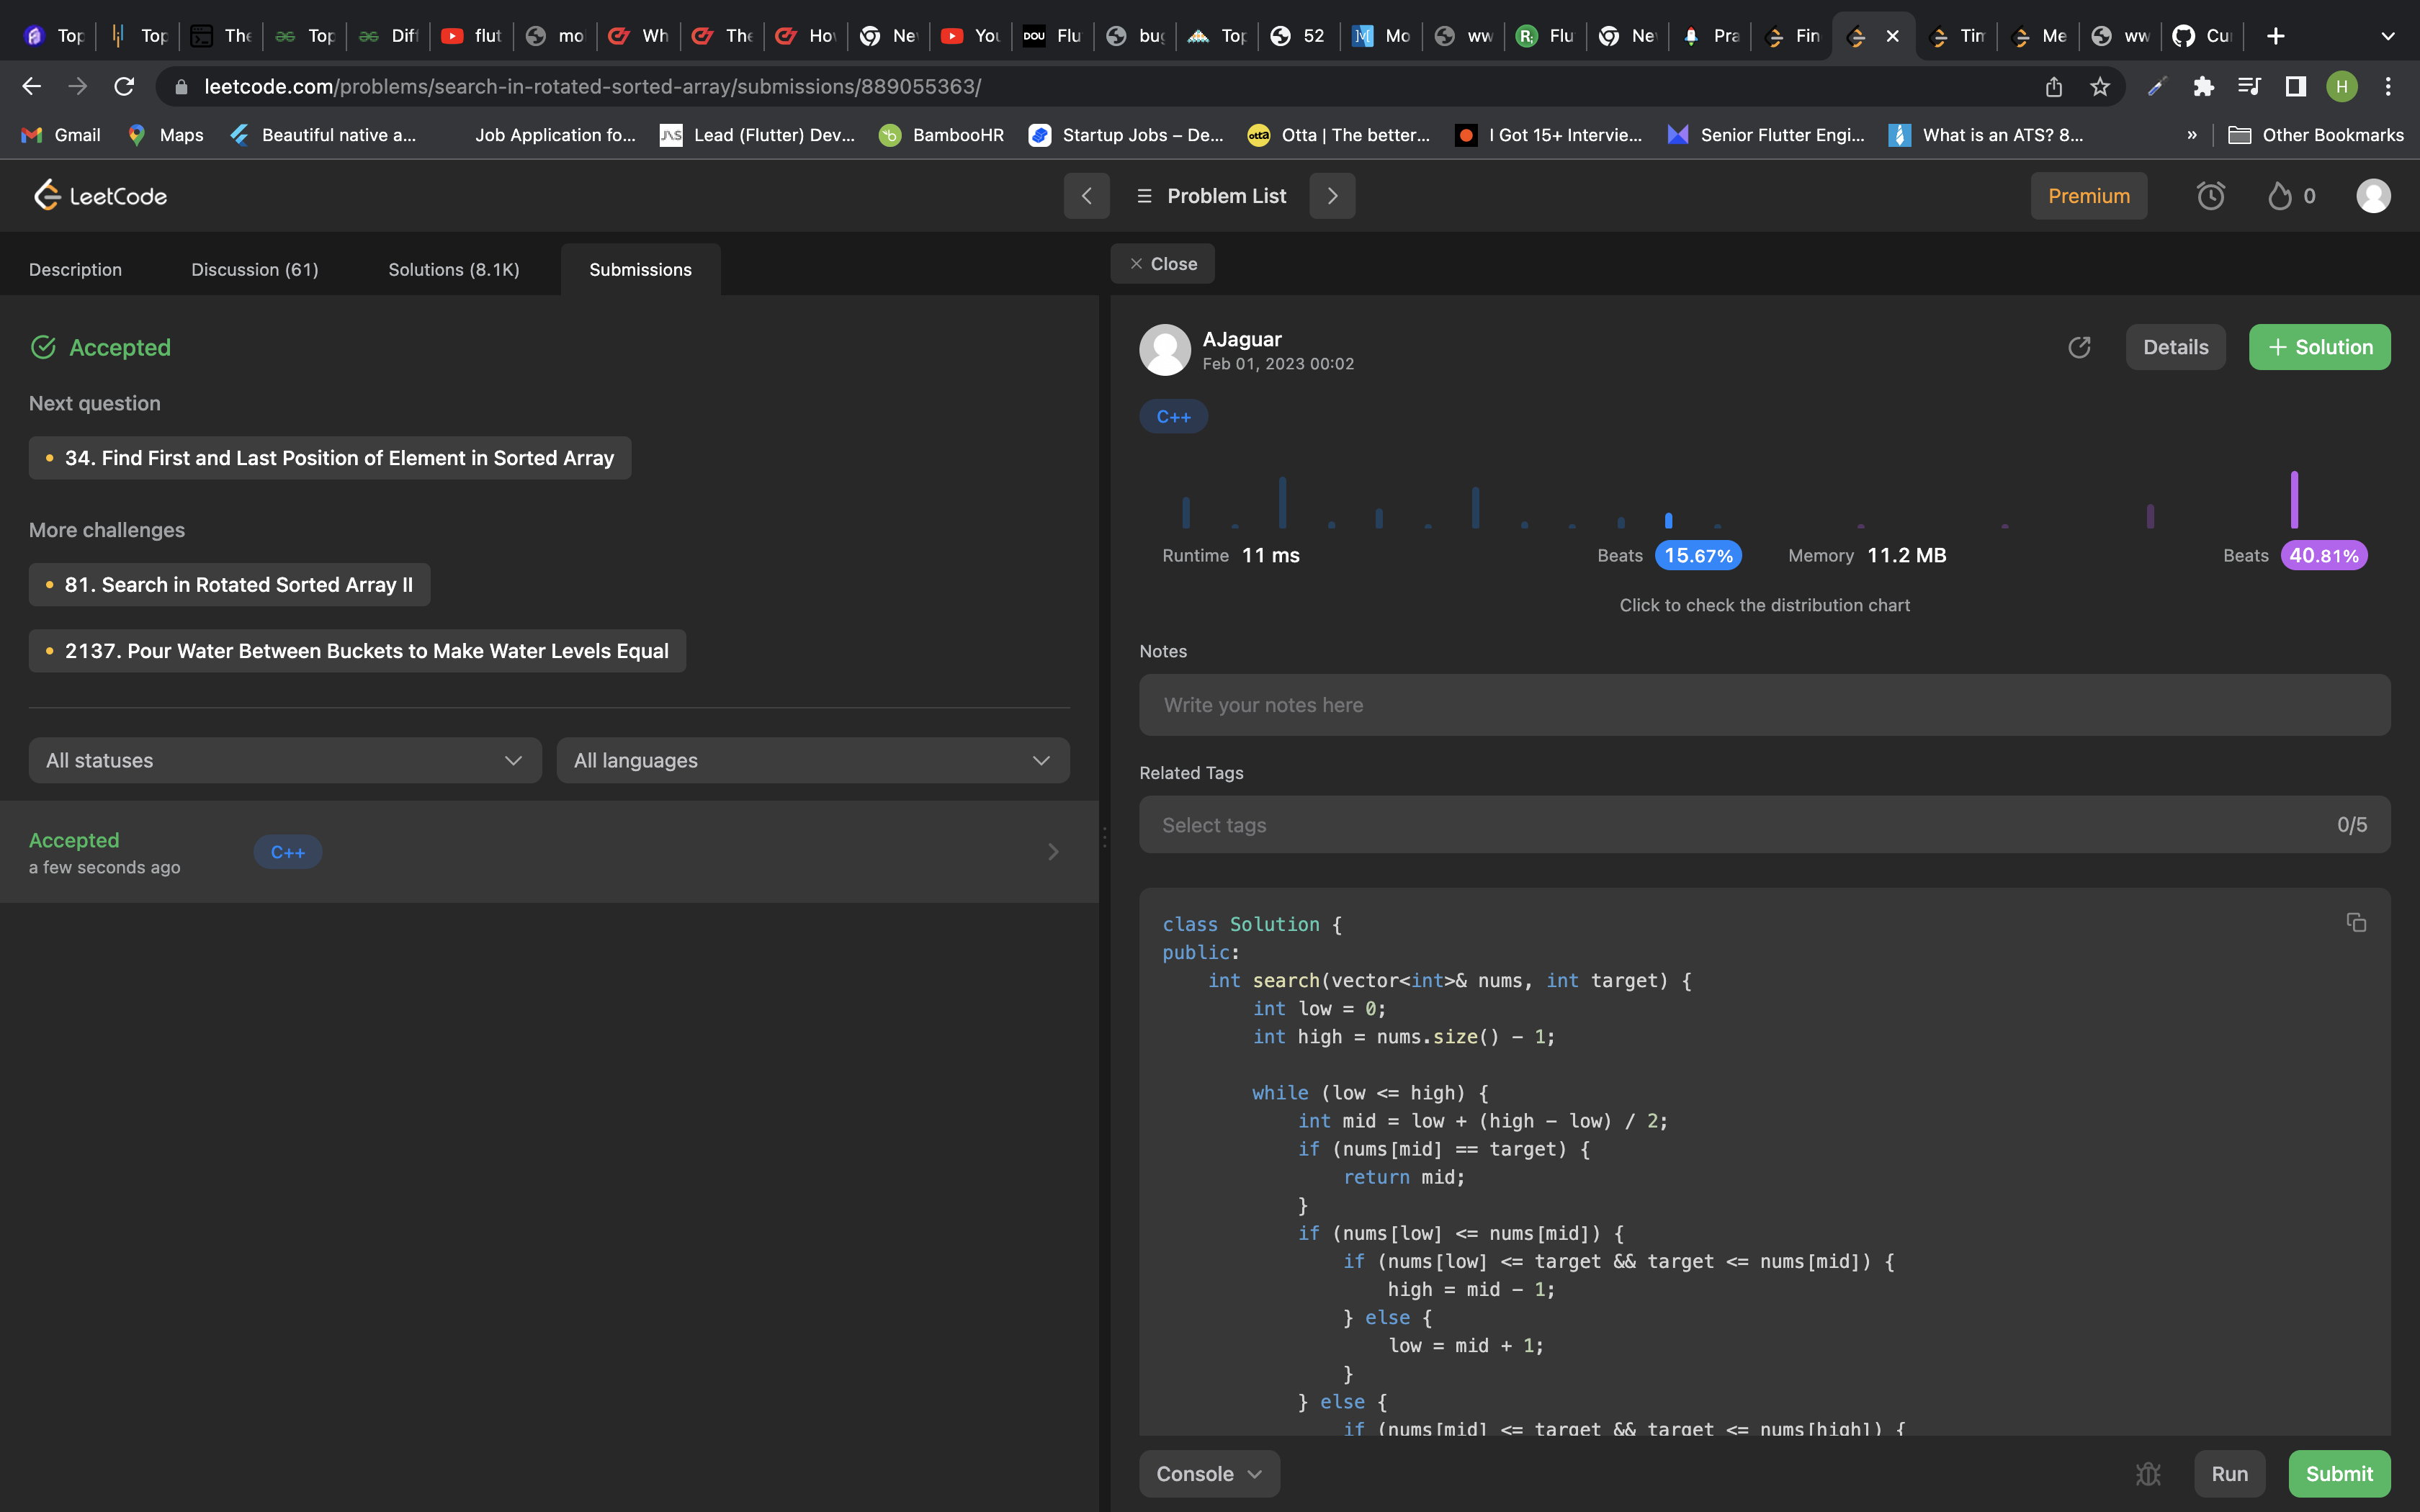 Top Top The Top Diff flut mo Wh The Hov Ne You DOU Flu bug Top 52 Mo ww R; Flu Ne Pra Fin Tim Me ww Cu
leetcode.com/problems/search-in-rotated-sorted-array/submissions/889055363/ H
Gmail Maps Beautiful native a... Job Application fo... Lead (Flutter) Dev... BambooHR Startup Jobs – De... otta Otta | The better... I Got 15+ Intervie... Senior Flutter Engi... What is an ATS? 8... » Other Bookmarks
LeetCode Problem List Premium 0
Description Discussion (61) Solutions (8.1K) Submissions
Close
Accepted
Next question
34. Find First and Last Position of Element in Sorted Array
More challenges
81. Search in Rotated Sorted Array II
2137. Pour Water Between Buckets to Make Water Levels Equal
All statuses All languages
Accepted
a few seconds ago
C++
AJaguar
Feb 01, 2023 00:02
Details
+ Solution
C++
Runtime 11 ms Beats 15.67% Memory 11.2 MB Beats 40.81%
Click to check the distribution chart
Notes
Write your notes here
Related Tags
Select tags 0/5
class Solution {
public:
int search(vector<int>& nums, int target) {
int low = 0;
int high = nums.size() - 1;
while (low <= high) {
int mid = low + (high - low) / 2;
if (nums[mid] == target) {
return mid;
}
if (nums[low] <= nums[mid]) {
if (nums[low] <= target && target <= nums[mid]) {
high = mid - 1;
} else {
low = mid + 1;
}
} else {
if (nums[mid] <= target && target <= nums[high]) {
Console Run Submit